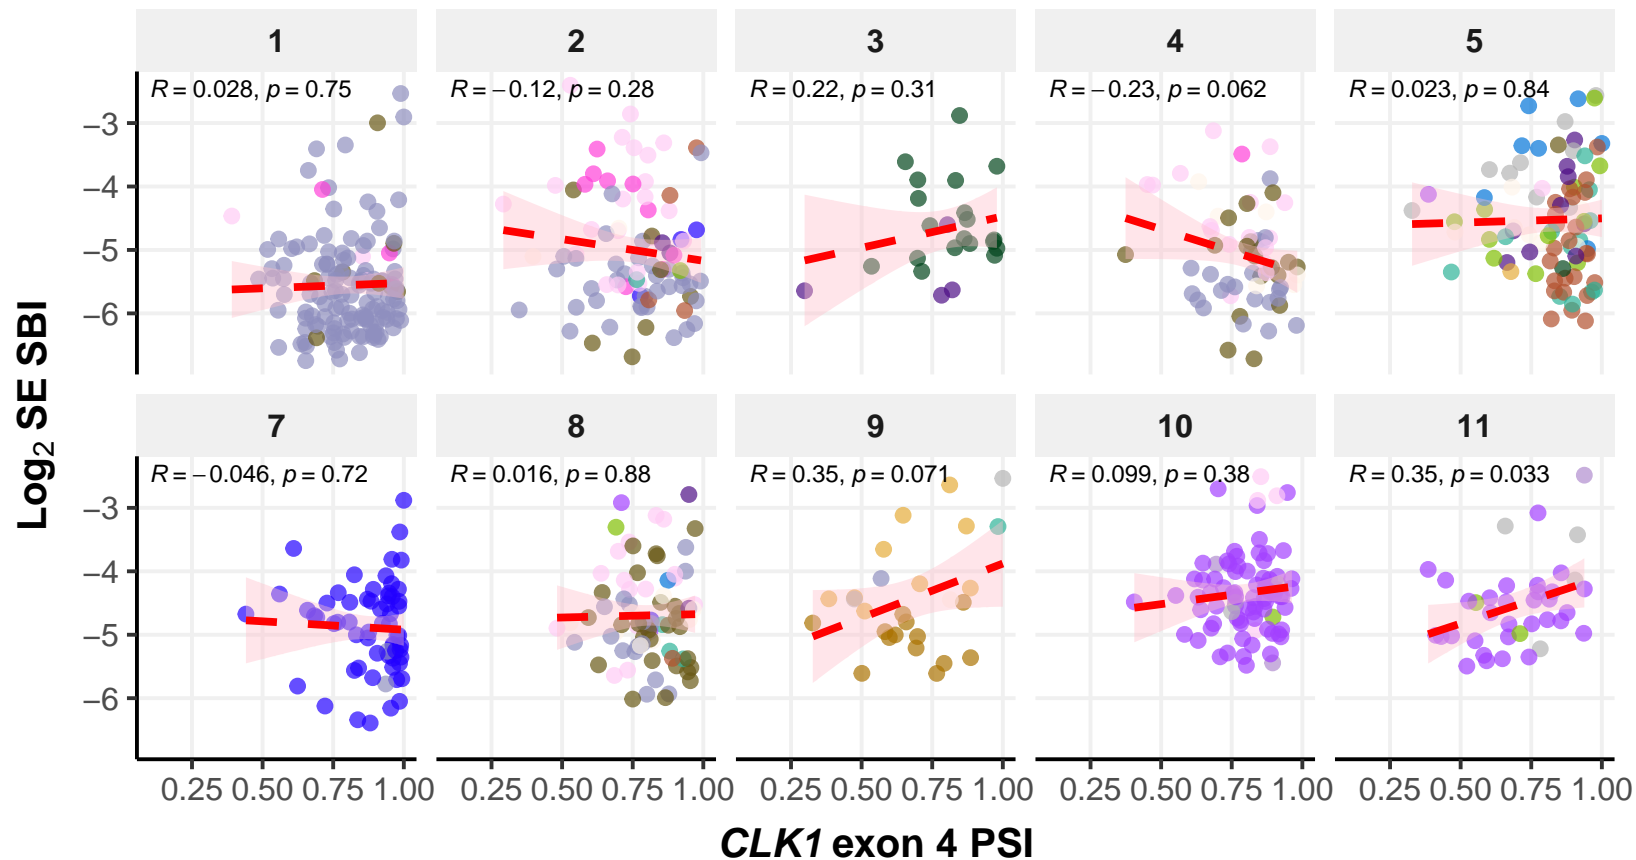 1 2 3 4 5
R = 0.028, p = 0.75 R = −0.12, p = 0.28 R = 0.22, p = 0.31 R = −0.23, p = 0.062 R = 0.023, p = 0.84
−3
−4
−5
−6
7 8 9 10 11
R = −0.046, p = 0.72 R = 0.016, p = 0.88 R = 0.35, p = 0.071 R = 0.099, p = 0.38 R = 0.35, p = 0.033
−3
−4
−5
−6
0.25 0.50 0.75 1.00 0.25 0.50 0.75 1.00 0.25 0.50 0.75 1.00 0.25 0.50 0.75 1.00 0.25 0.50 0.75 1.00
CLK1 exon 4 PSI
Log₂ SE SBI